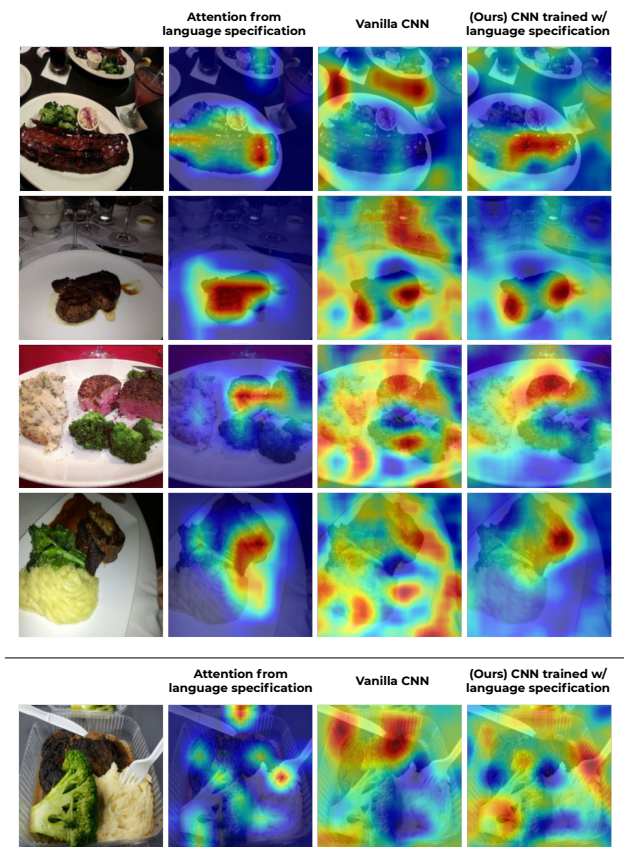 Attention from
language specification
Vanilla CNN
(Ours) CNN trained w/
language specification
Attention from
language specification
Vanilla CNN
(Ours) CNN trained w/
language specification